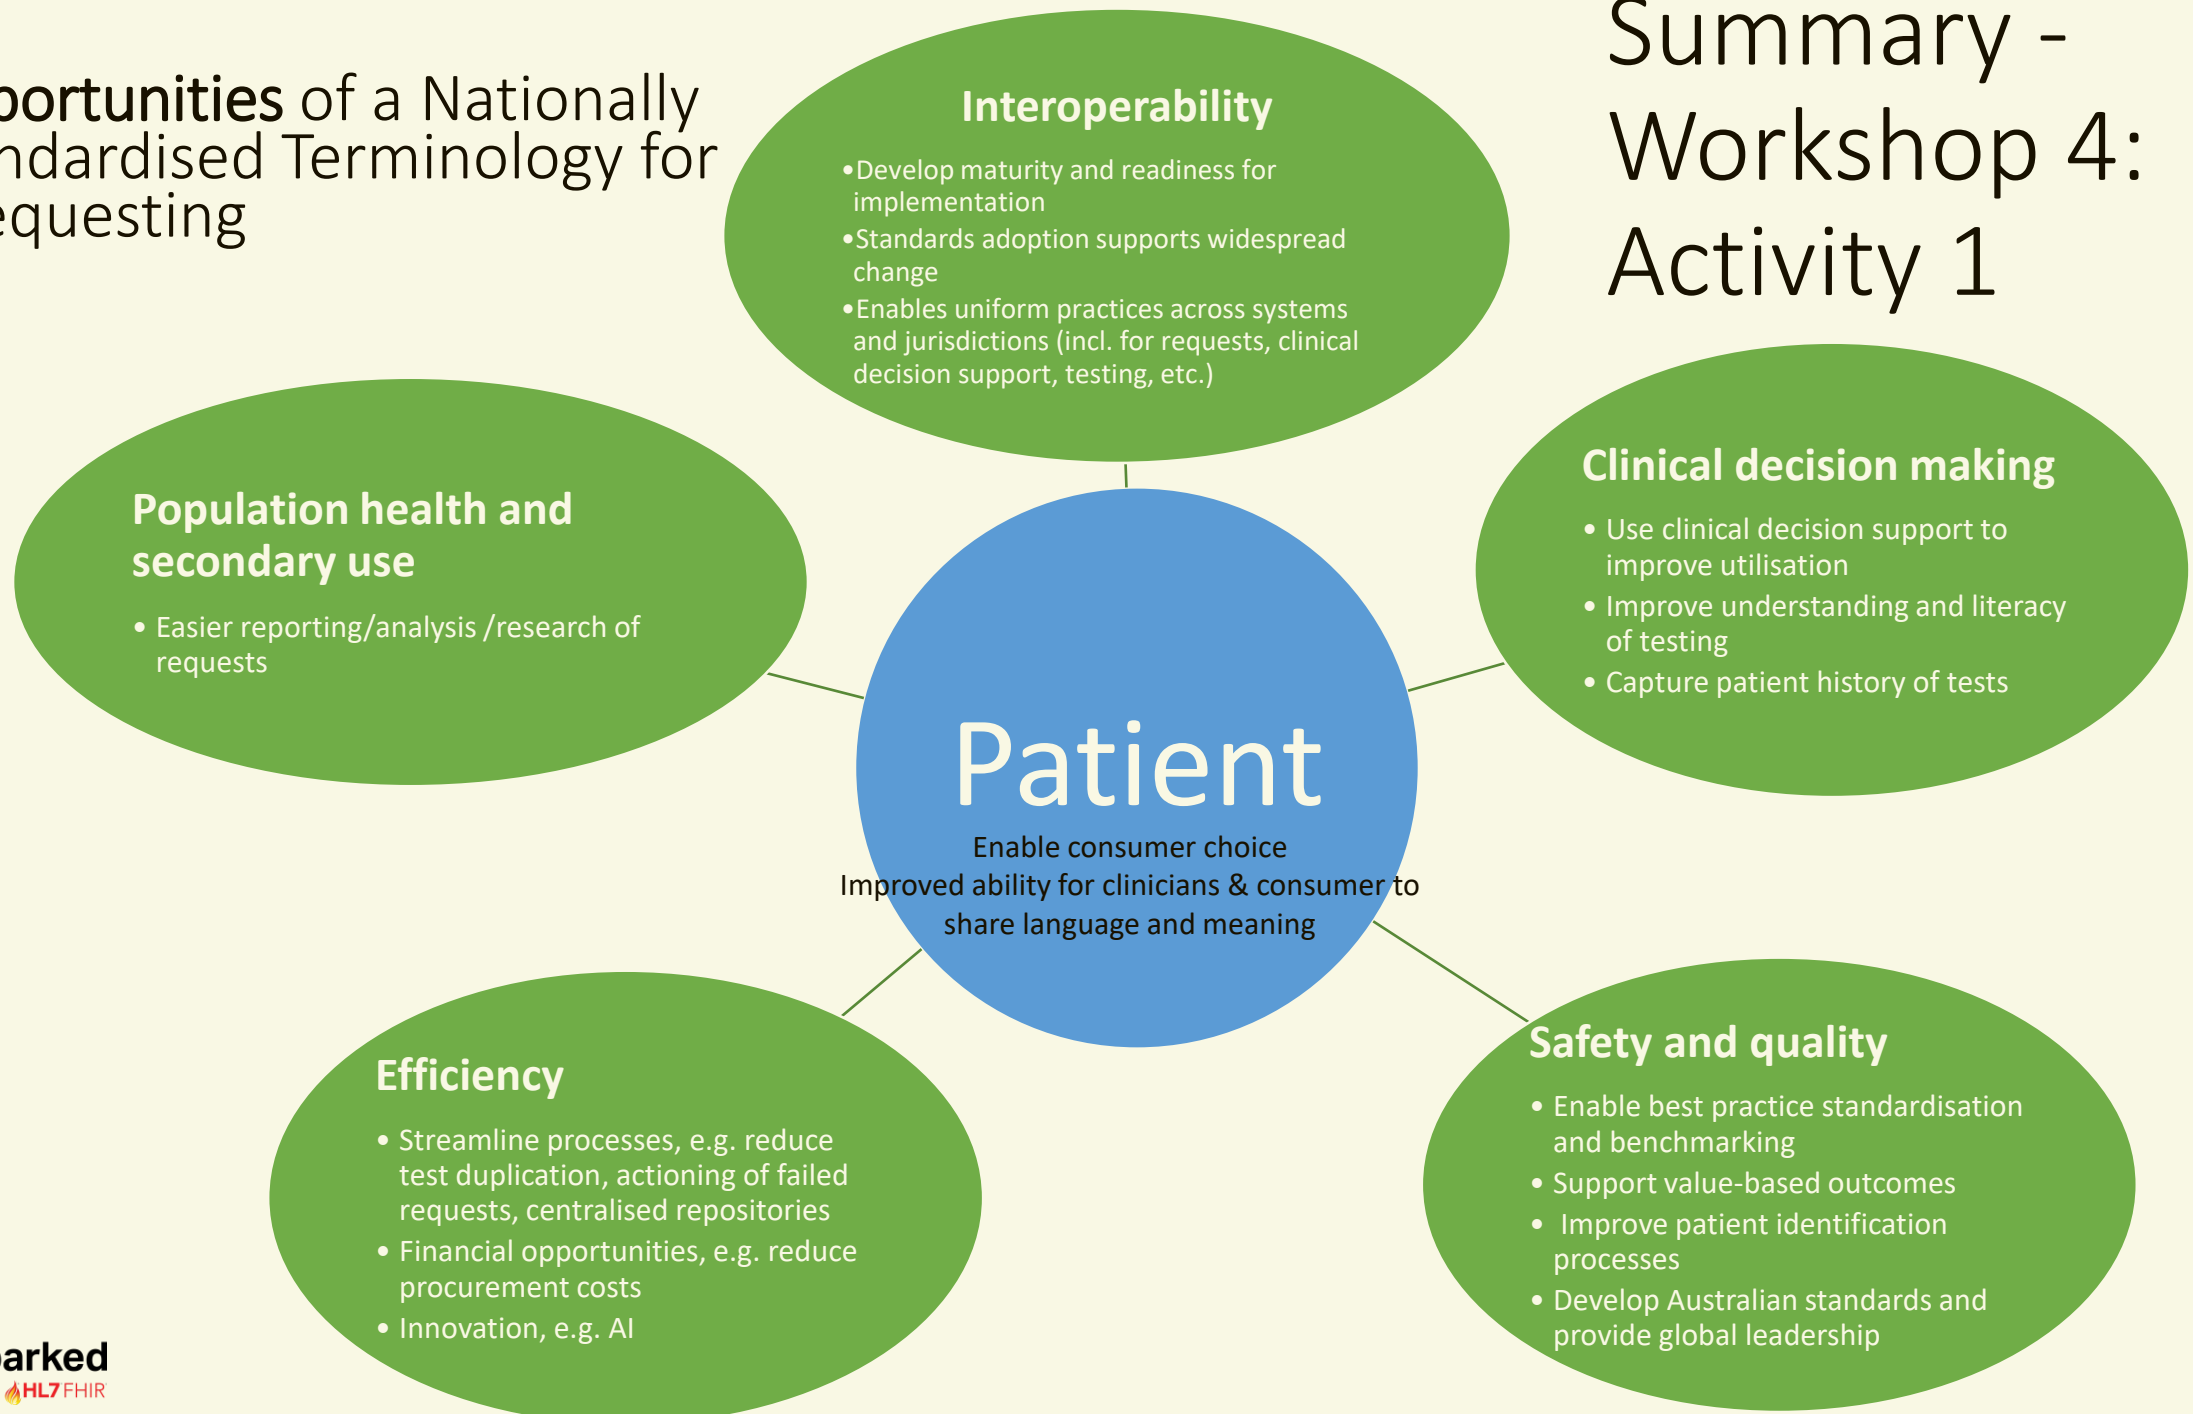 portunities of a Nationally
ndardised Terminology for
equesting
Summary -
Workshop 4:
Activity 1
Interoperability
•Develop maturity and readiness for
implementation
•Standards adoption supports widespread
change
•Enables uniform practices across systems
and jurisdictions (incl. for requests, clinical
decision support, testing, etc.)
Population health and
secondary use
• Easier reporting/analysis /research of
requests
Clinical decision making
• Use clinical decision support to
improve utilisation
• Improve understanding and literacy
of testing
• Capture patient history of tests
Patient
Enable consumer choice
Improved ability for clinicians & consumer to
share language and meaning
Efficiency
• Streamline processes, e.g. reduce
test duplication, actioning of failed
requests, centralised repositories
• Financial opportunities, e.g. reduce
procurement costs
• Innovation, e.g. AI
Safety and quality
• Enable best practice standardisation
and benchmarking
• Support value-based outcomes
• Improve patient identification
processes
• Develop Australian standards and
provide global leadership
arked
HL7 FHIR